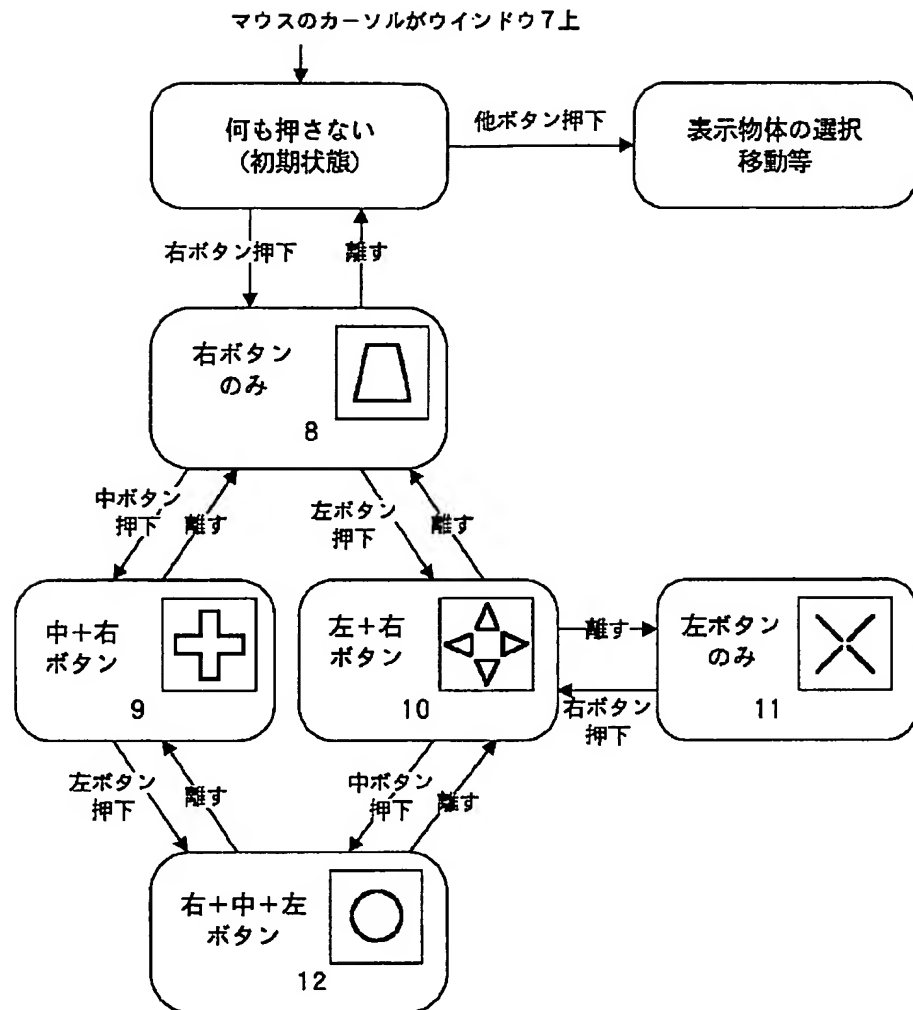 マウスのカーソルがウインドウ7上
何も押さない
(初期状態)
他ボタン押下
表示物体の選択
移動等
右ボタン押下
離す
右ボタン
のみ
8
中ボタン
押下
離す
左ボタン
押下
離す
中+右
ボタン
9
左+右
ボタン
10
離す
右ボタン
押下
左ボタン
のみ
11
左ボタン
押下
離す
中ボタン
押下
離す
右+中+左
ボタン
12